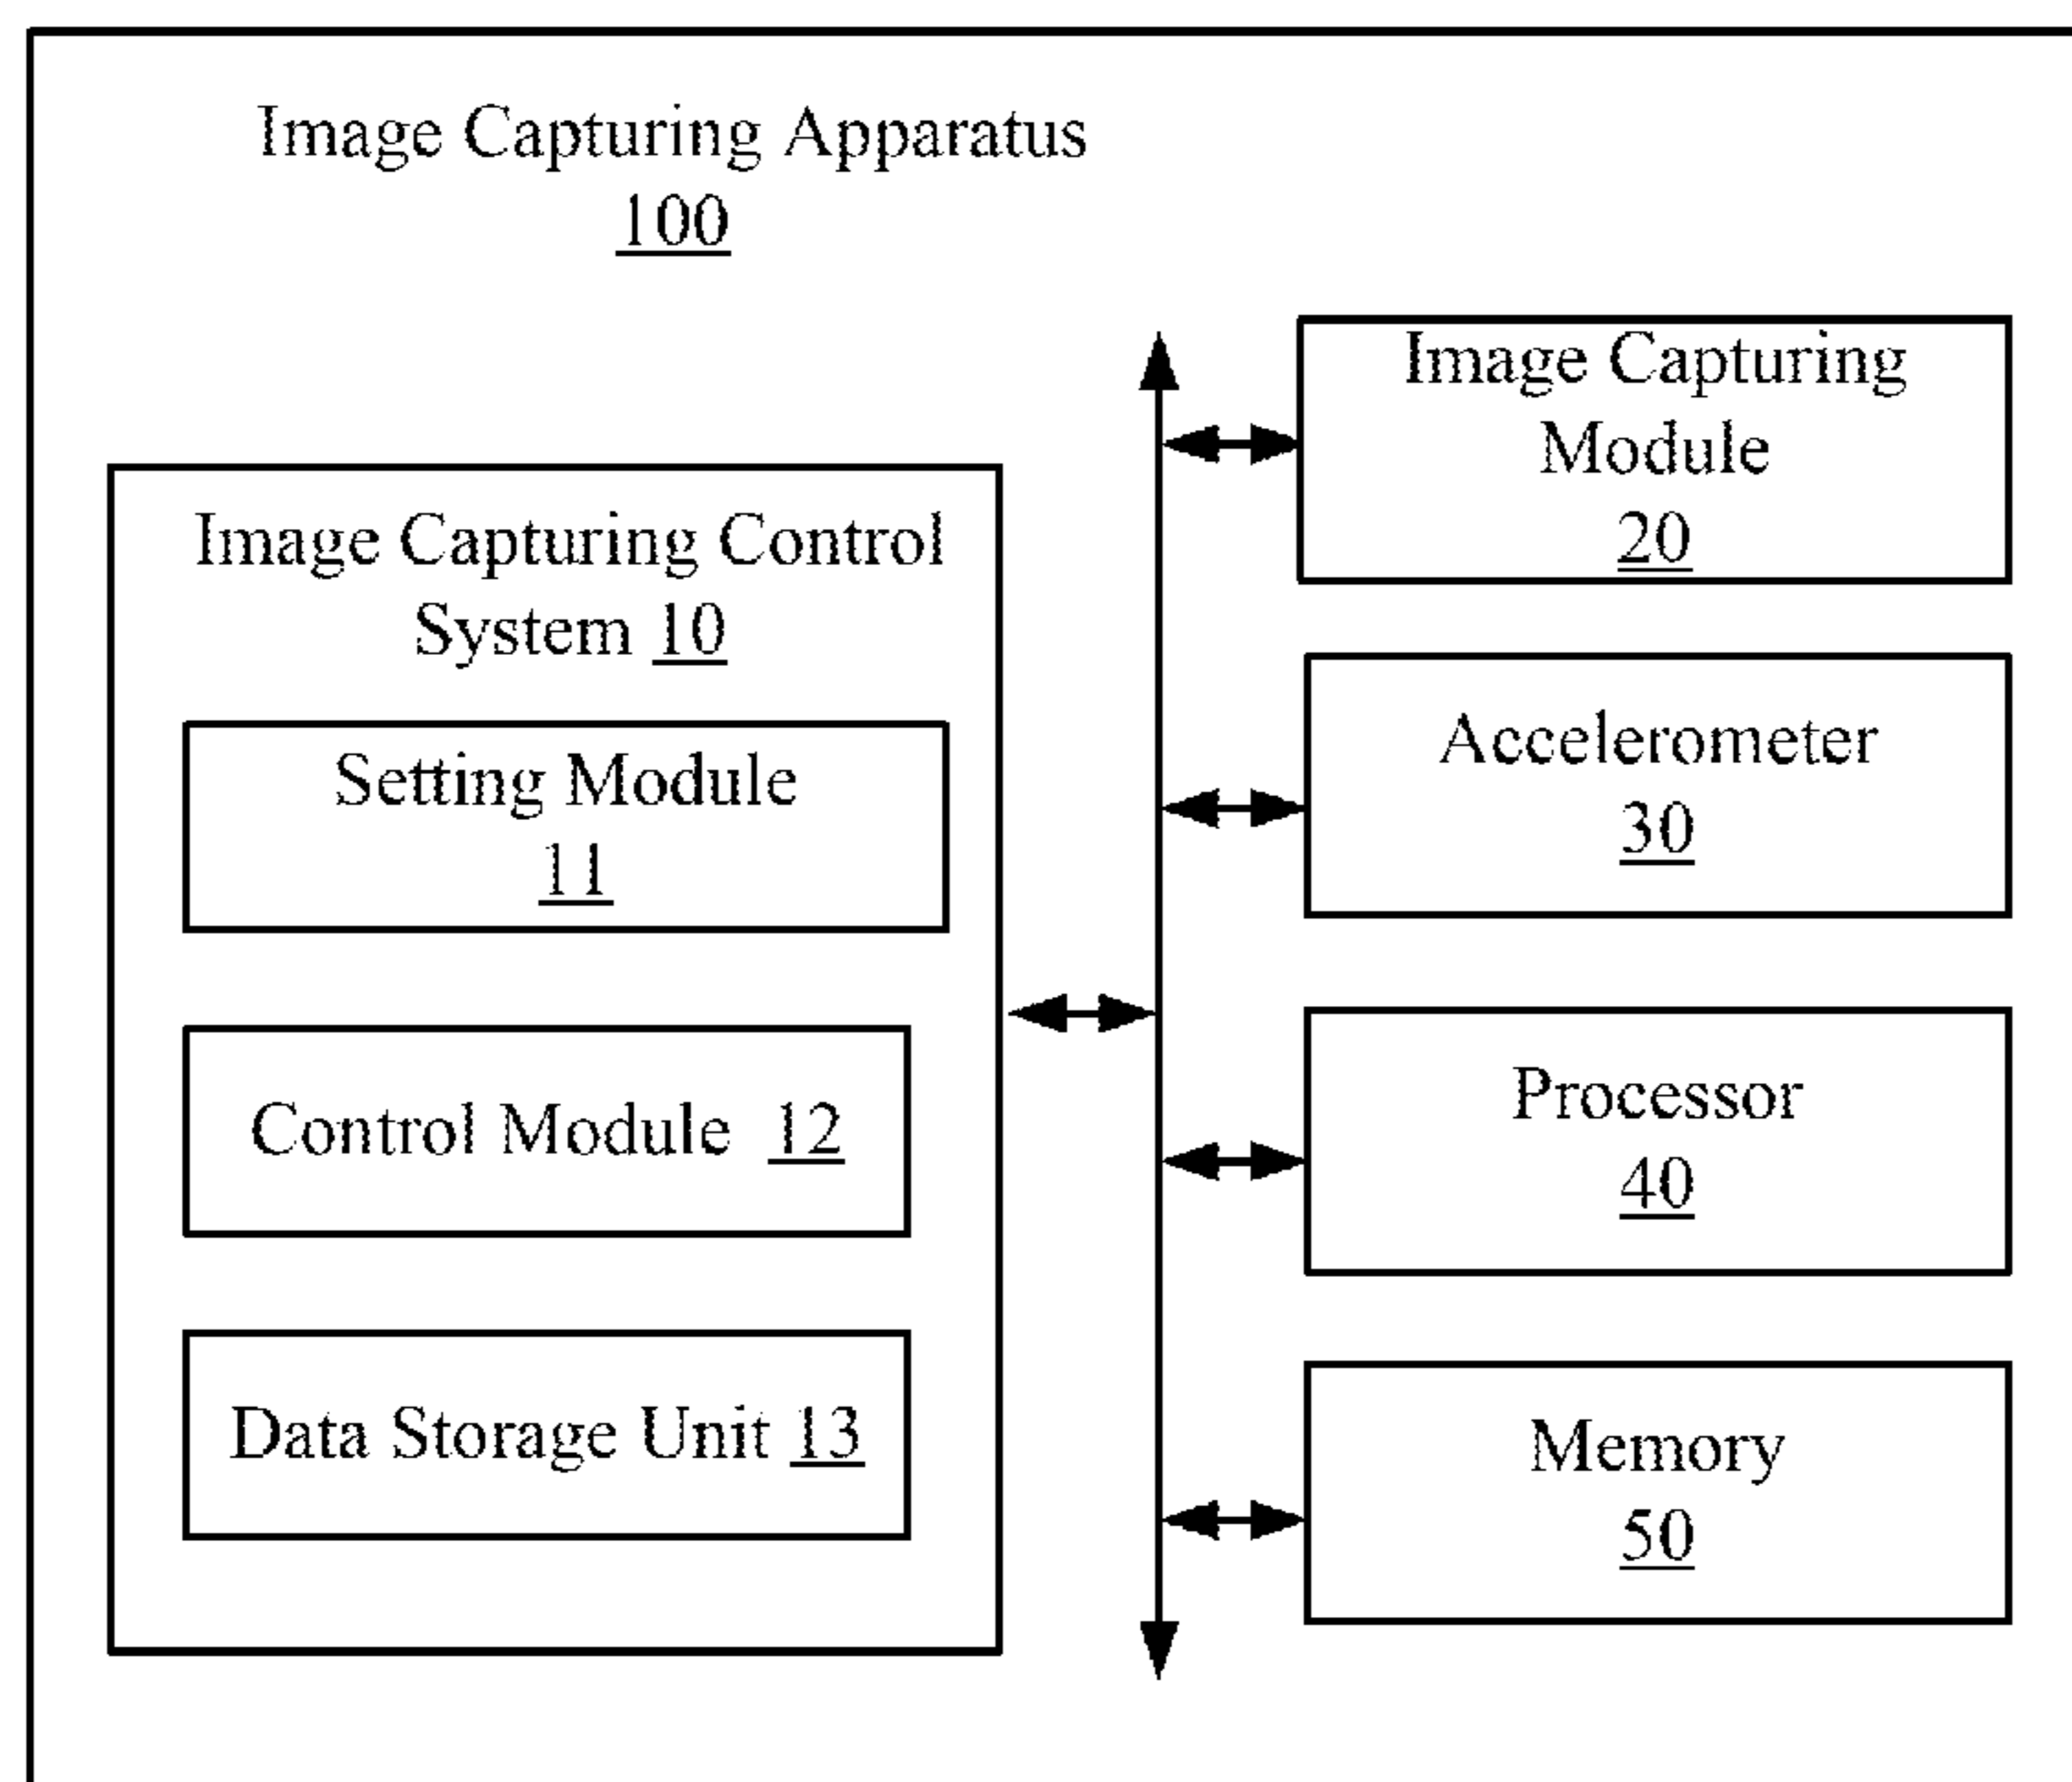 Image Capturing Apparatus
100
Image Capturing Control
System 10
Setting Module
11
Control Module 12
Data Storage Unit 13
Image Capturing
Module
20
Accelerometer
30
Processor
40
Memory
50